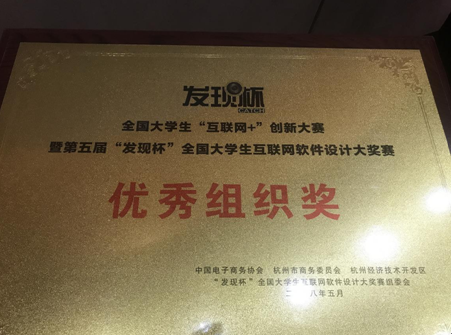 发现杯
CATCH
全国大学生“互联网+”创新大赛
暨第五届“发现杯”全国大学生互联网软件设计大奖赛
优秀组织奖
中国电子商务协会 杭州市商务委员会 杭州经济技术开发区
“发现杯”全国大学生互联网软件设计大奖赛组委会
二 八年五月